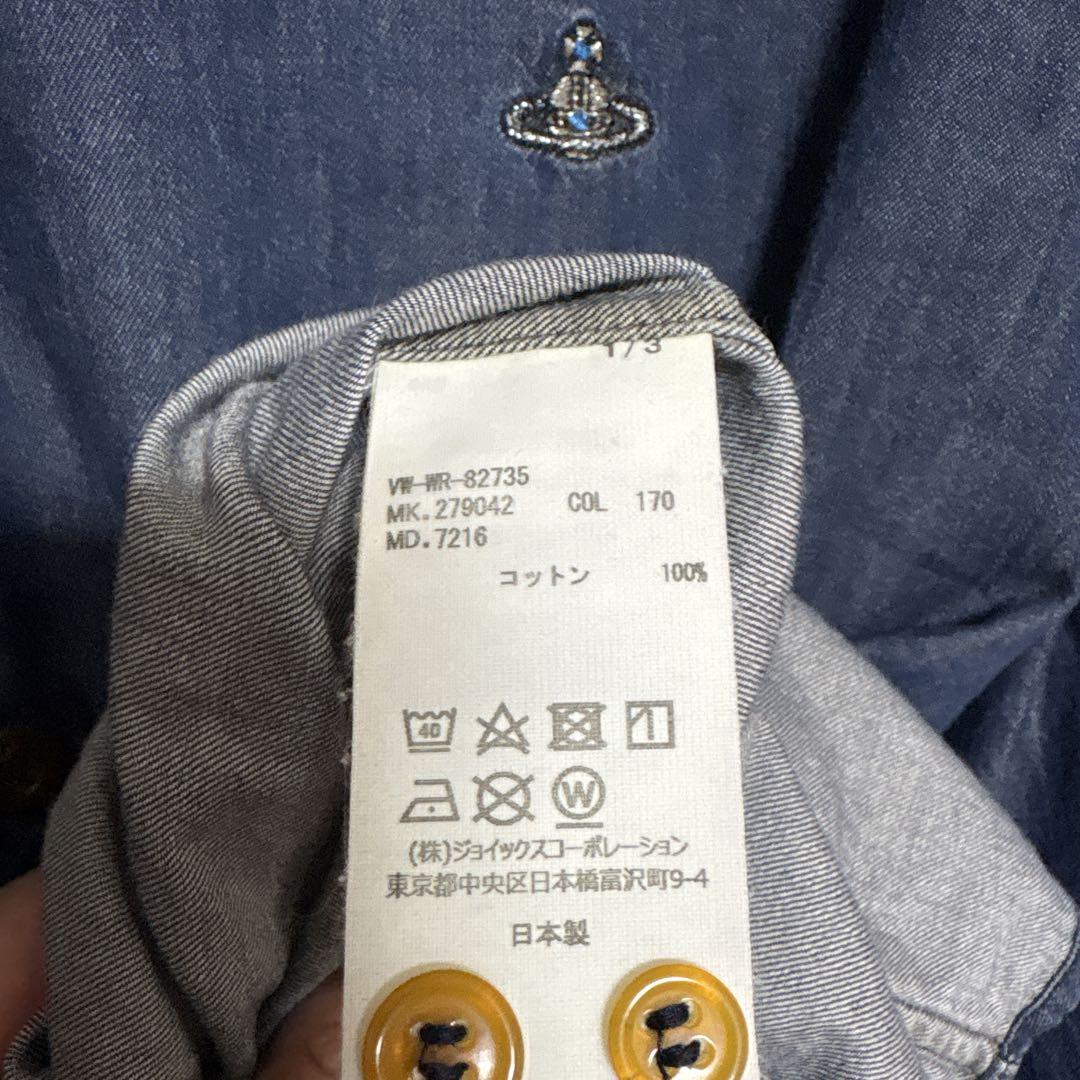 1/3
VW-WR-82735
MK.279042 COL 170
MD.7216
コットン 100%
40
W
(株)ジョイックスコーポレーション
東京都中央区日本橋富沢町9-4
日本製